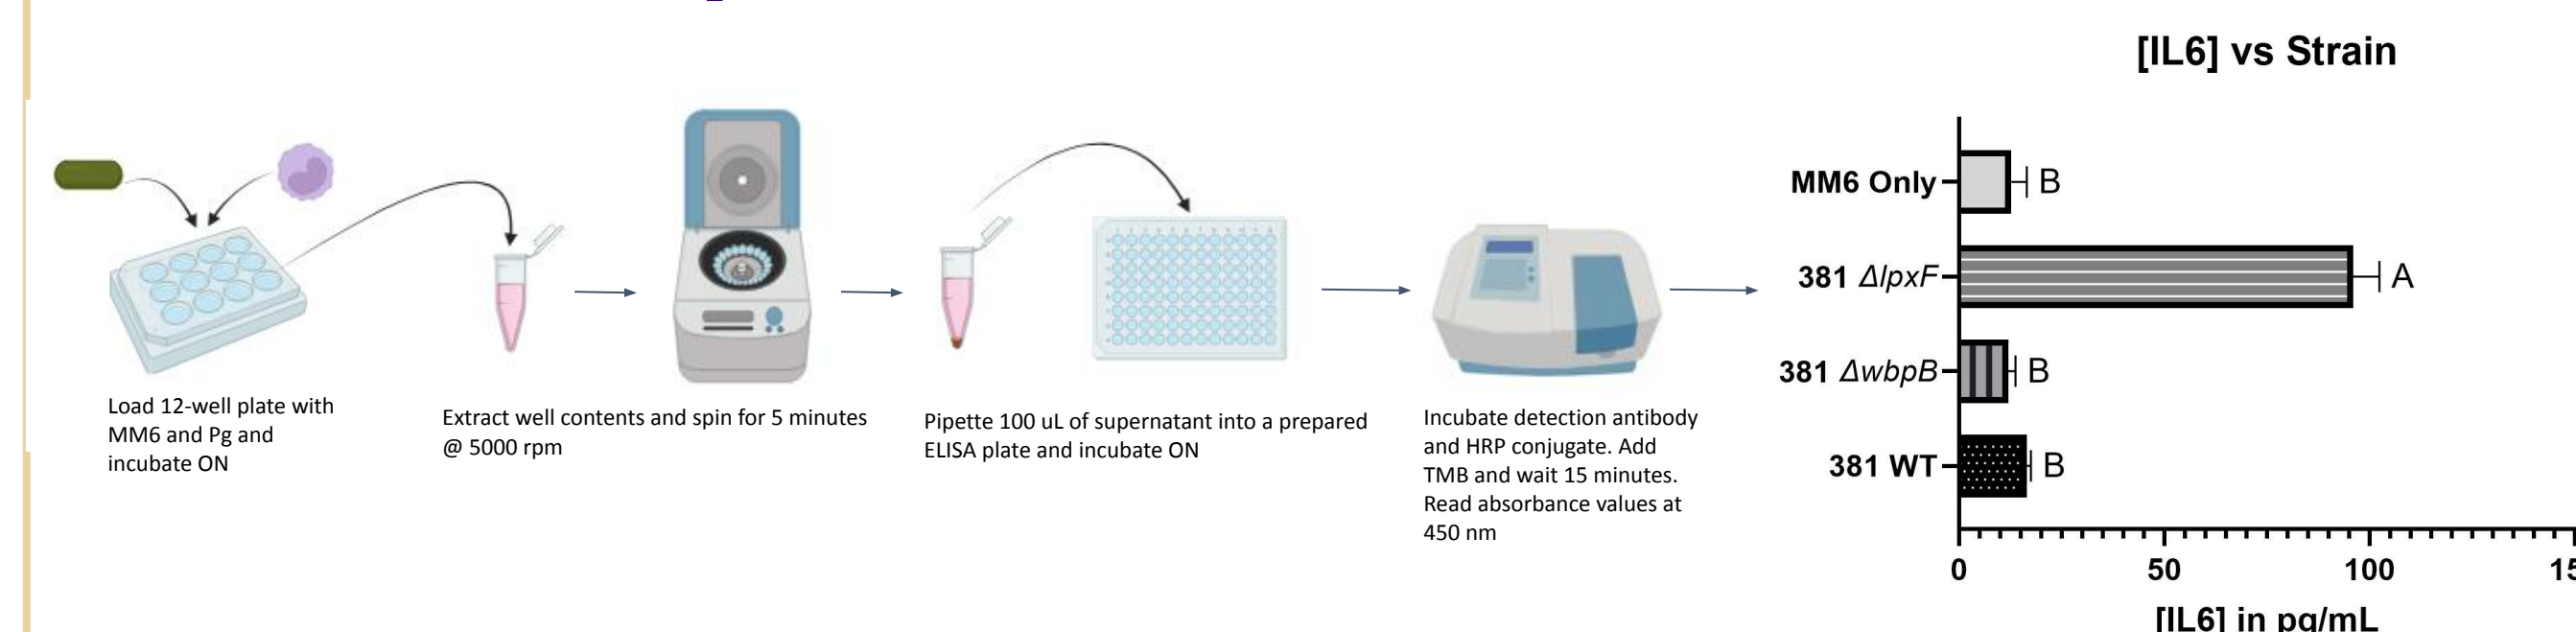 Load 12-well plate with
MM6 and Pg and
incubate ON
Extract well contents and spin for 5 minutes
@ 5000 rpm
Pipette 100 uL of supernatant into a prepared
ELISA plate and incubate ON
Incubate detection antibody
and HRP conjugate. Add
TMB and wait 15 minutes.
Read absorbance values at
450 nm
[IL6] vs Strain
MM6 Only B
381 ΔlpxF A
381 ΔwbpB B
381 WT B
0 50 100
[IL6] in pg/mL